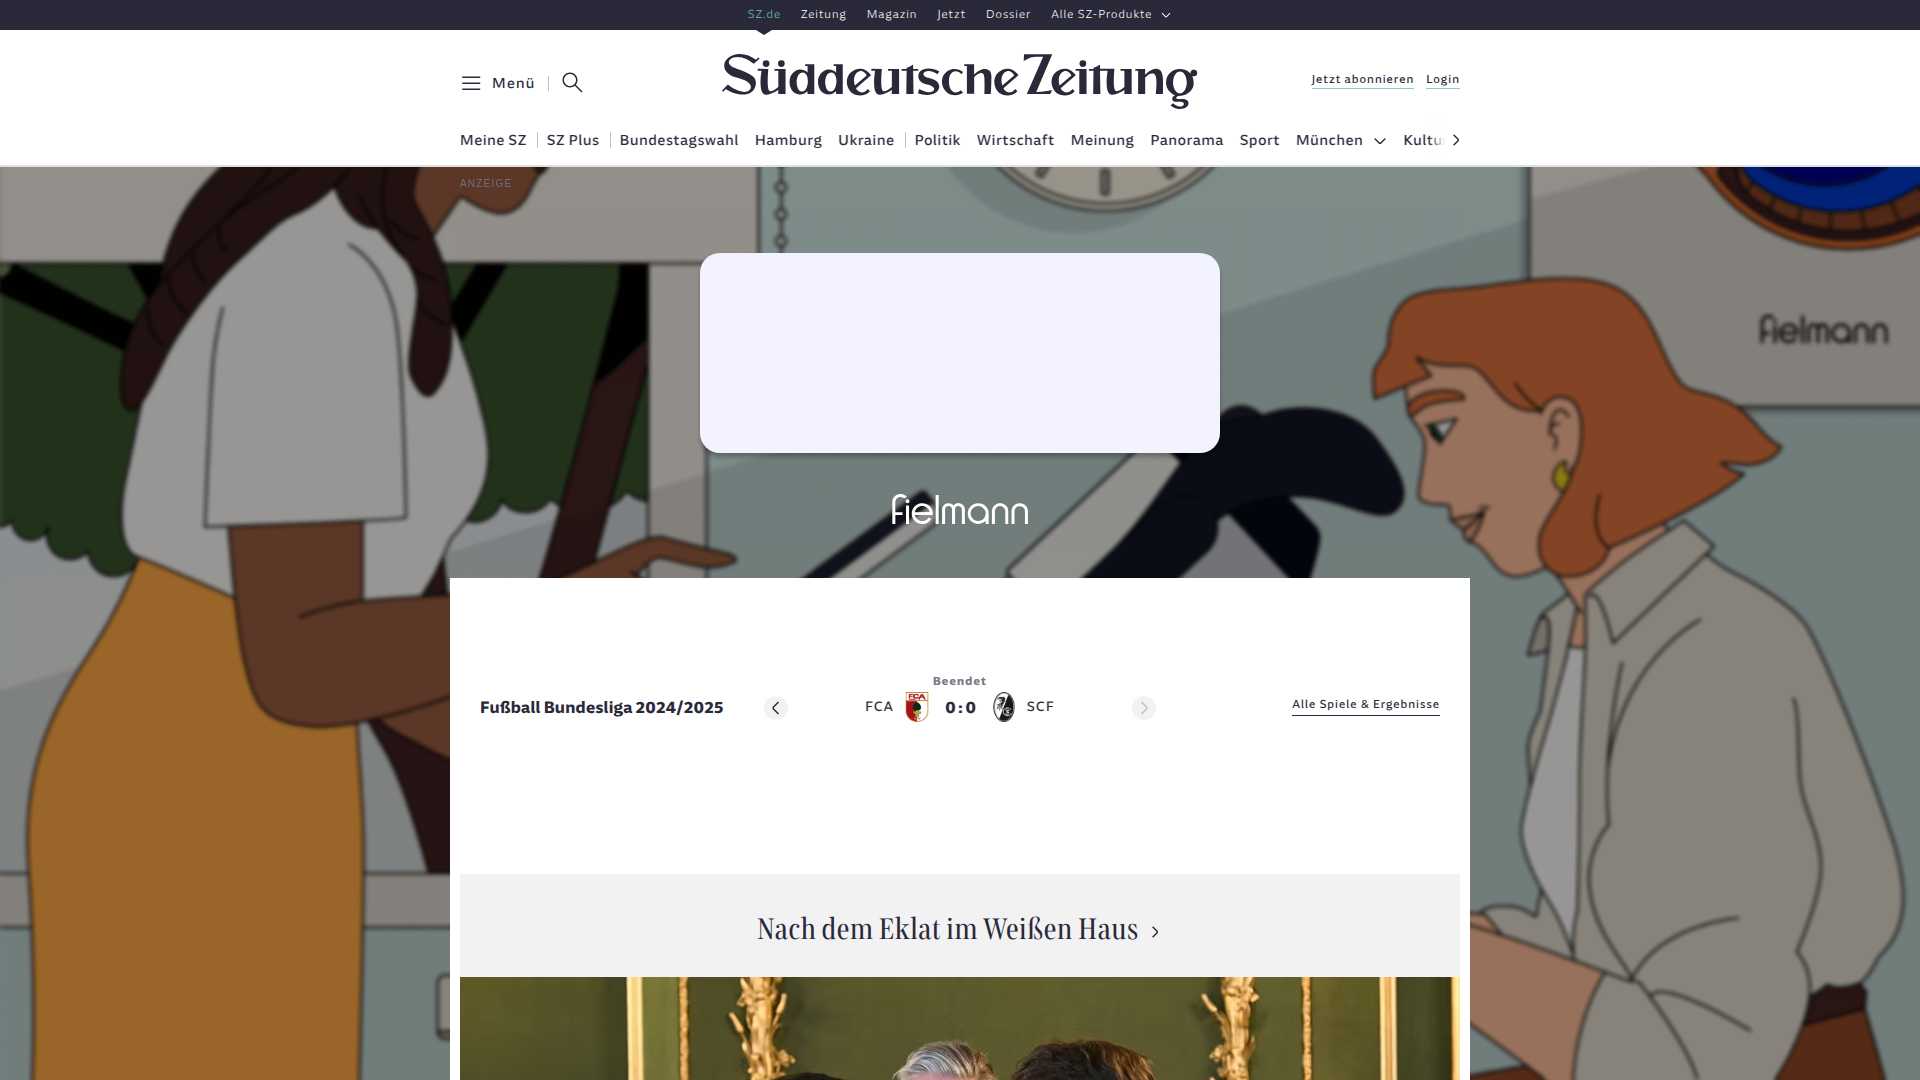 SZ.de Zeitung Magazin Jetzt Dossier Alle SZ-Produkte
Menü
Süddeutsche Zeitung
Jetzt abonnieren Login
Meine SZ SZ Plus Bundestagswahl Hamburg Ukraine Politik Wirtschaft Meinung Panorama Sport München
ANZEIGE
fielmann
fielmann
Beendet
Fußball Bundesliga 2024/2025 FCA FCA 0:0 SCF Alle Spiele & Ergebnisse
Nach dem Eklat im Weißen Haus